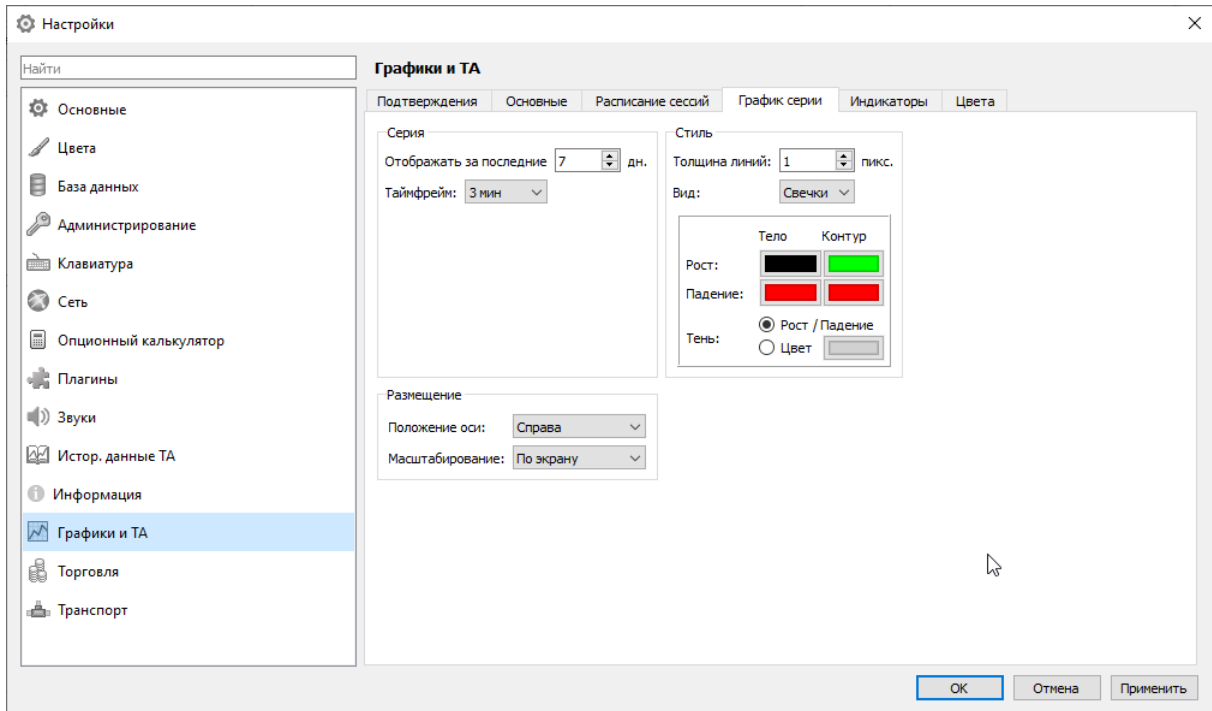 Настройки
Найти
Основные
Цвета
База данных
Администрирование
Клавиатура
Сеть
Опционный калькулятор
Плагины
Звуки
Истор. данные ТА
Информация
Графики и ТА
Торговля
Транспорт
Графики и ТА
Подтверждения Основные Расписание сессий График серии Индикаторы Цвета
Серия
Отображать за последние 7 дн.
Таймфрейм: 3 мин
Стиль
Толщина линий: 1 пикс.
Вид: Свечки
Тело Контур
Рост:
Падение:
Тень: Рост / Падение
Цвет
Размещение
Положение оси: Справа
Масштабирование: По экрану
OK Отмена Применить